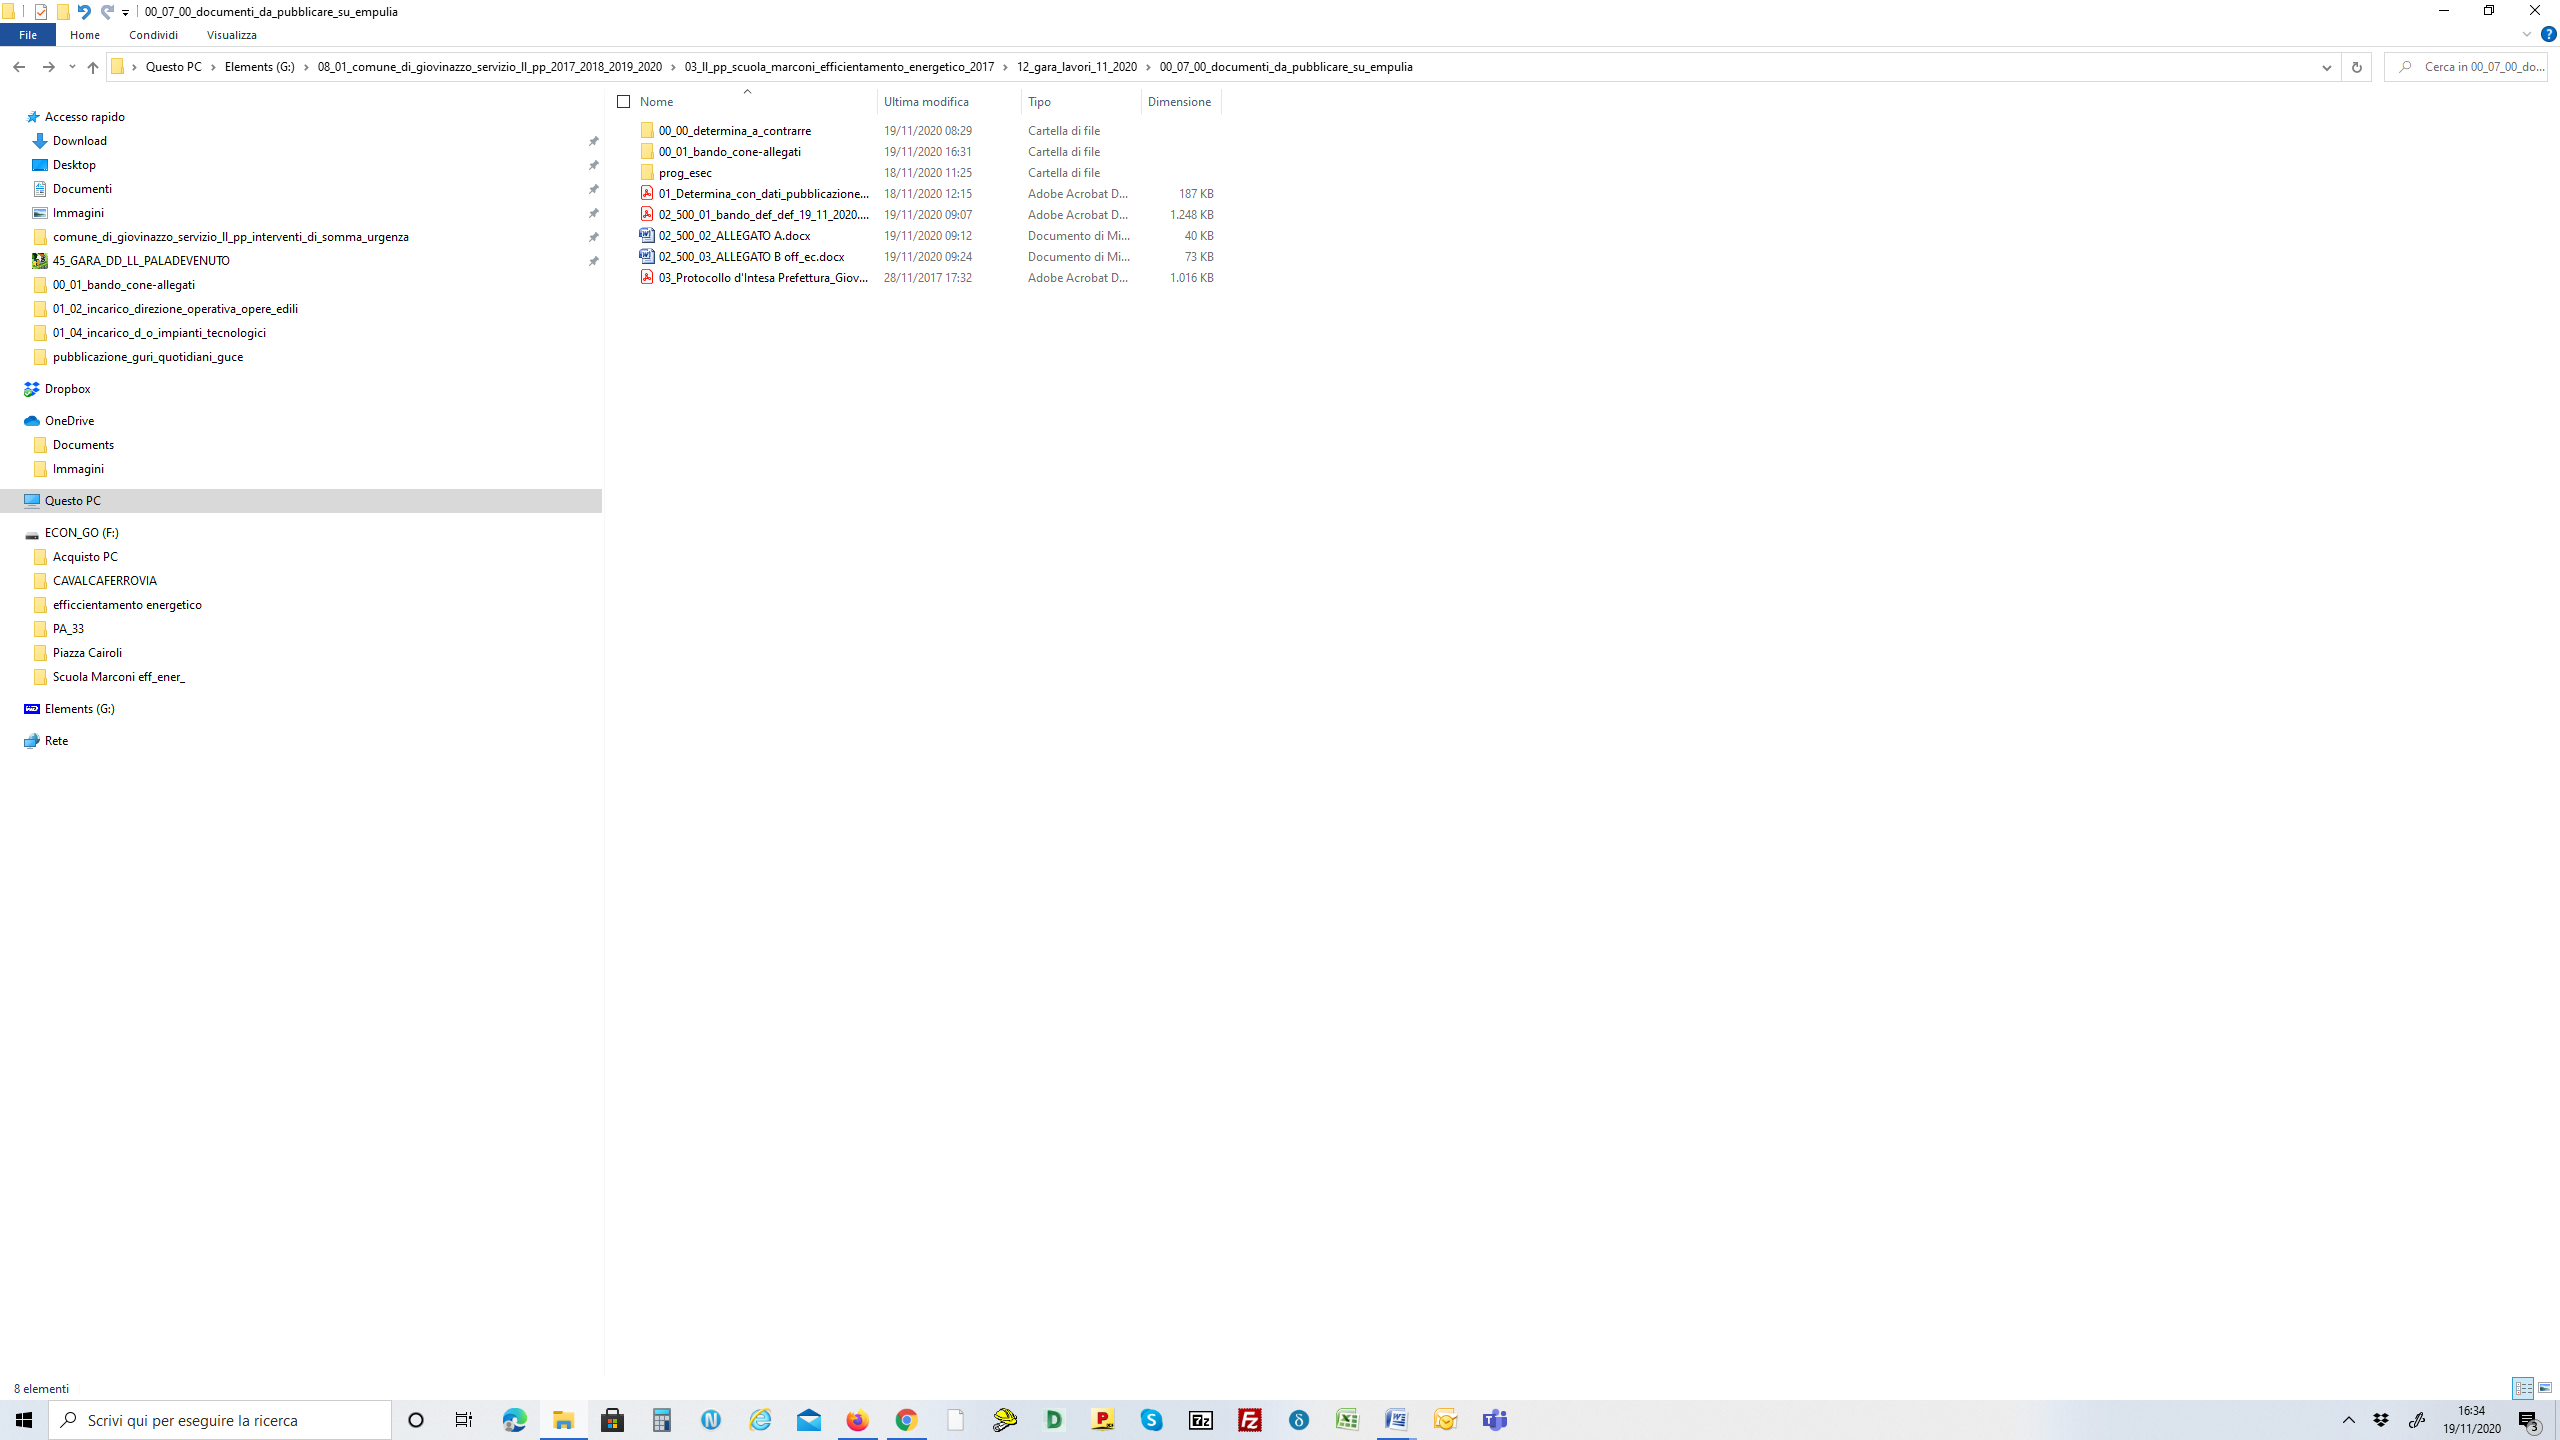 00_07_00_documenti_da_pubblicare_su_empulia
File Home Condividi Visualizza
Questo PC Elements (G:) 08_01_comune_di_giovinazzo_servizio_ll_pp_2017_2018_2019_2020 03_ll_pp_scuola_marconi_efficientamento_energetico_2017 12_gara_lavori_11_2020 00_07_00_documenti_da_pubblicare_su_empulia Cerca in 00_07_00_do...
Accesso rapido
Download
Desktop
Documenti
Immagini
comune_di_giovinazzo_servizio_ll_pp_interventi_di_somma_urgenza
45_GARA_DD_LL_PALADEVENUTO
00_01_bando_cone-allegati
01_02_incarico_direzione_operativa_opere_edili
01_04_incarico_d_o_impianti_tecnologici
pubblicazione_guri_quotidiani_guce
Dropbox
OneDrive
Documents
Immagini
Questo PC
ECON_GO (F:)
Acquisto PC
CAVALCAFERROVIA
efficcientamento energetico
PA_33
Piazza Cairoli
Scuola Marconi eff_ener_
Elements (G:)
Rete
Nome Ultima modifica Tipo Dimensione
00_00_determina_a_contrarre 19/11/2020 08:29 Cartella di file
00_01_bando_cone-allegati 19/11/2020 16:31 Cartella di file
prog_esec 18/11/2020 11:25 Cartella di file
01_Determina_con_dati_pubblicazione... 18/11/2020 12:15 Adobe Acrobat D... 187 KB
02_500_01_bando_def_def_19_11_2020.... 19/11/2020 09:07 Adobe Acrobat D... 1.248 KB
02_500_02_ALLEGATO A.docx 19/11/2020 09:12 Documento di Mi... 40 KB
02_500_03_ALLEGATO B off_ec.docx 19/11/2020 09:24 Documento di Mi... 73 KB
03_Protocollo d'Intesa Prefettura_Giov... 28/11/2017 17:32 Adobe Acrobat D... 1.016 KB
8 elementi
Scrivi qui per eseguire la ricerca
16:34
19/11/2020
3